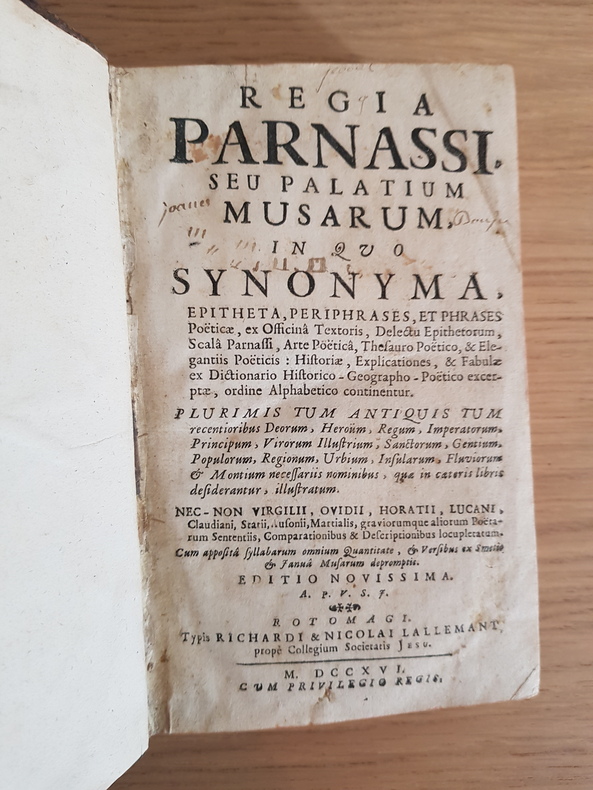 REGIA
PARNASSI,
SEU PALATIUM
MUSARUM,
IN QVO
SYNONYMA,
EPITHETA, PERIPHRASES, ET PHRASES
Poëticæ, ex Officinâ Textoris, Delectu Epithetorum,
Scalâ Parnaſſi, Arte Pöëticâ, Theſauro Poëtico, & Ele-
gantiis Poëticis : Hiſtoriæ, Explicationes, & Fabulæ
ex Dictionario Hiſtorico - Geographo - Poëtico excer-
ptæ, ordine Alphabetico continentur.
PLURIMIS TUM ANTIQUIS TUM
recentioribus Deorum, Heroüm, Regum, Imperatorum,
Principum, Virorum Illuſtrium, Sanctorum, Gentium,
Populorum, Regionum, Urbium, Inſularum, Fluviorum
& Montium neceſſariis nominibus, quæ in cæteris libris
deſiderantur, illuſtratum.
NEC-NON VIRGILII, OVIDII, HORATII, LUCANI,
Claudiani, Statii, Auſonii, Martialis, graviorumque aliorum Poëta-
rum Sententiis, Comparationibus & Deſcriptionibus locupletatum.
Cum appoſitâ ſyllabarum omnium Quantitate, & Verſibus ex Smetio
& Januâ Muſarum depromptis.
EDITIO NOVISSIMA.
A. P. V. S. J.
ROTOMAGI.
Typis RICHARDI & NICOLAI LALLEMANT,
propè Collegium Societatis JESU.
M. DCCXVI.
CUM PRIVILEGIO REGIS.